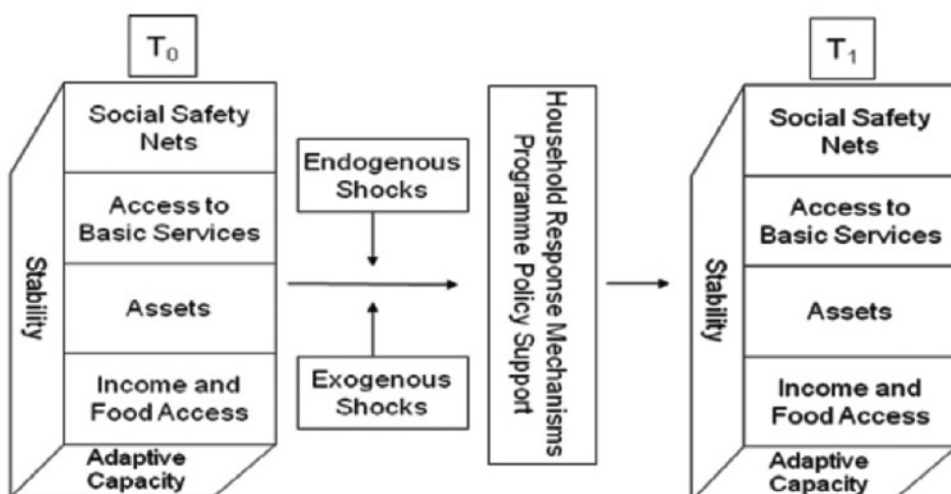 T₀
Social Safety
Nets
Access to
Basic Services
Assets
Income and
Food Access
Stability
Adaptive
Capacity
Endogenous
Shocks
Exogenous
Shocks
Household Response Mechanisms
Programme Policy Support
T₁
Social Safety
Nets
Access to
Basic Services
Assets
Income and
Food Access
Stability
Adaptive
Capacity